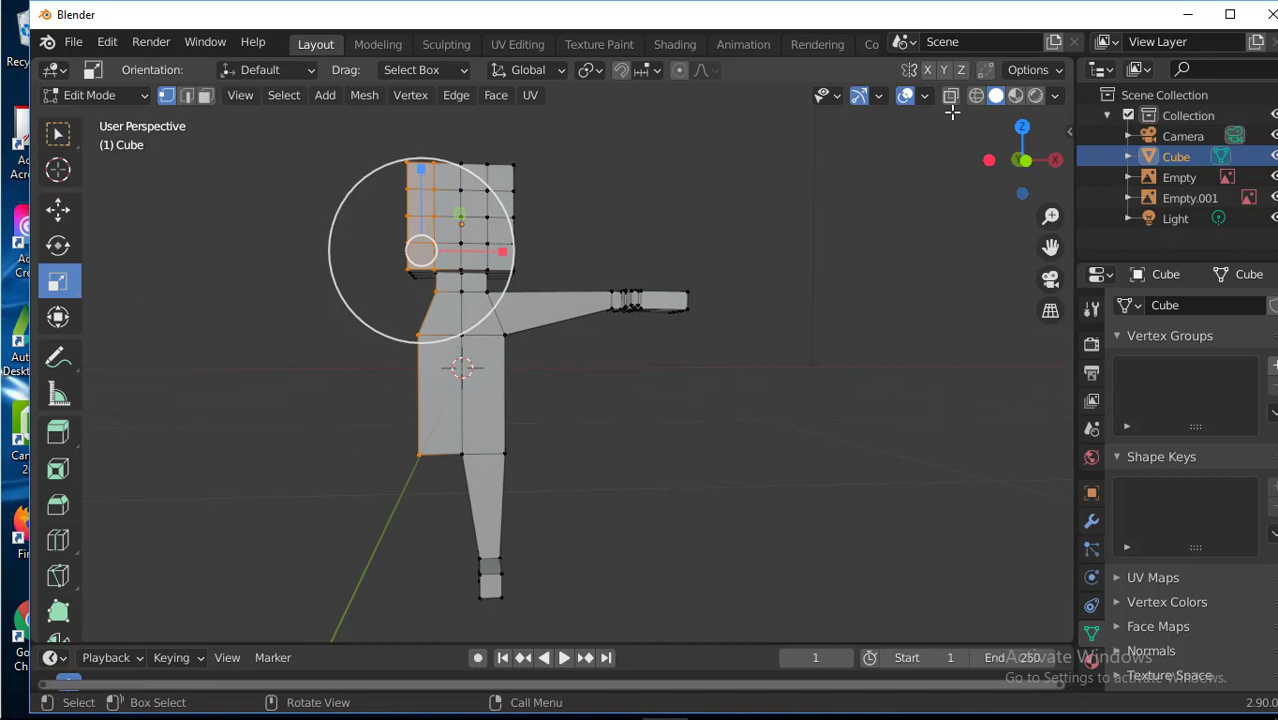 Blender
File Edit Render Window Help Layout Modeling Sculpting UV Editing Texture Paint Shading Animation Rendering Co Scene View Layer
Orientation: Default Drag: Select Box Global X Y Z Options
Edit Mode View Select Add Mesh Vertex Edge Face UV
Scene Collection
Collection
User Perspective
(1) Cube
Camera
Cube
Empty
Empty.001
Light
Z
X
Y
Cube Cube
Cube
Vertex Groups
Shape Keys
UV Maps
Vertex Colors
Face Maps
Normals
Texture Space
Activate Windows
Go to Settings to activate Windows.
Playback Keying View Marker 1 Start 1 End 250
Select Box Select Rotate View Call Menu 2.90.0